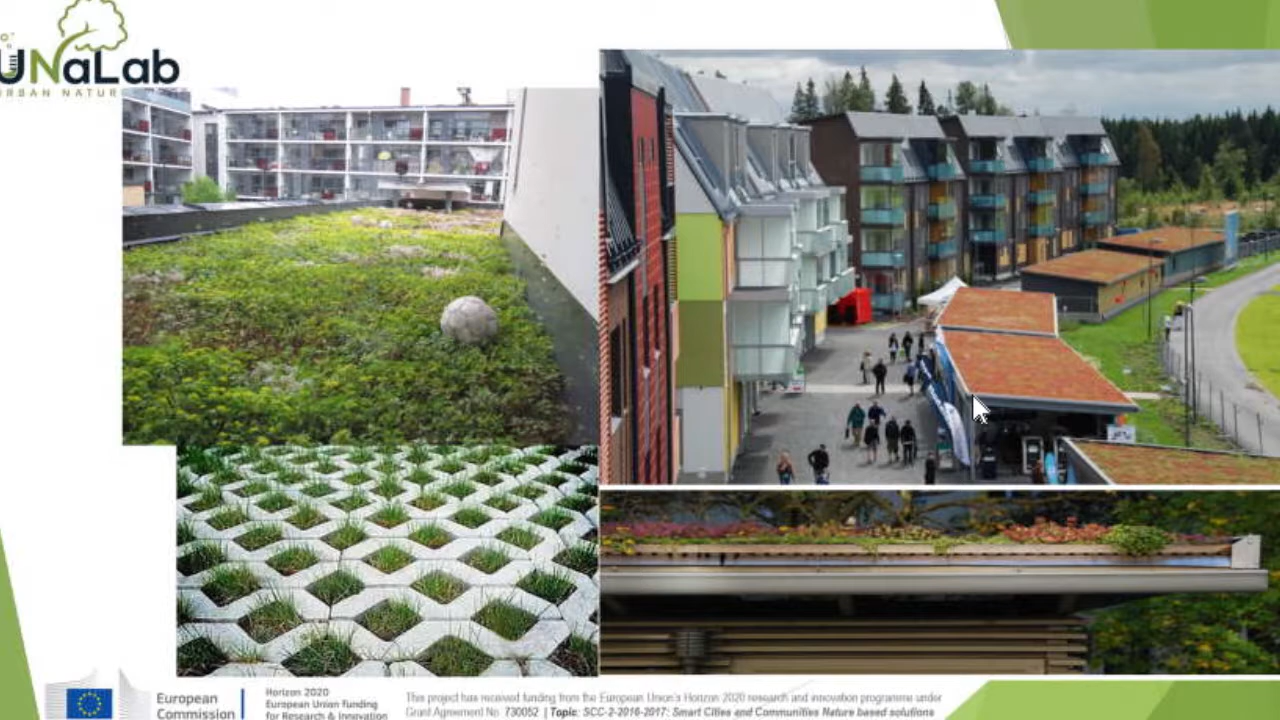 UNaLab
URBAN NATUR
European
Commission
Horizon 2020
European Union funding
for Research & Innovation
This project has received funding from the European Union's Horizon 2020 research and innovation programme under
Grant Agreement No. 730052 | Topic: SCC-2-2016-2017: Smart Cities and Communities Nature based solutions